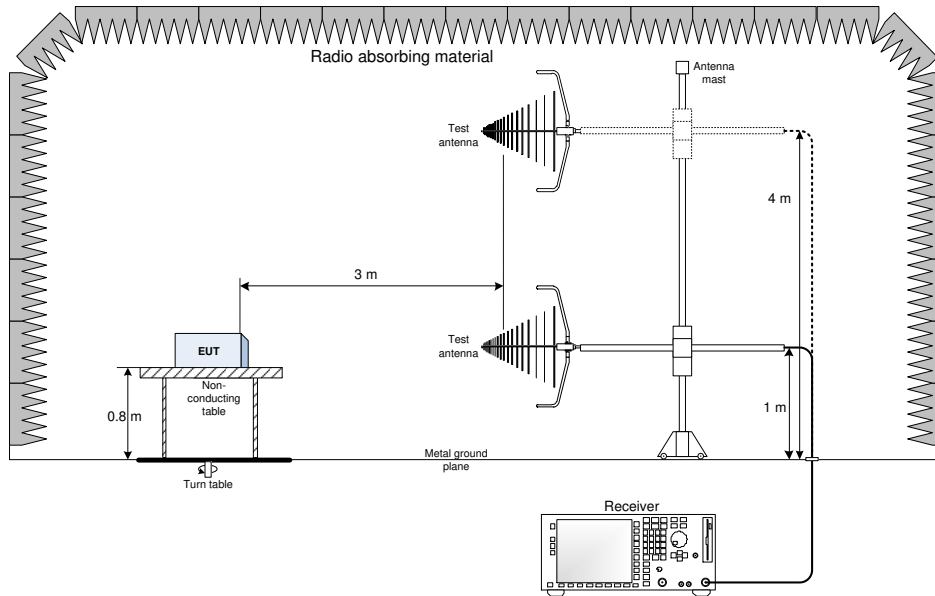 Radio absorbing material
Antenna
mast
Test
antenna
4 m
3 m
Test
antenna
EUT
Non-
conducting
table
0.8 m
1 m
Metal ground
plane
Turn table
Receiver